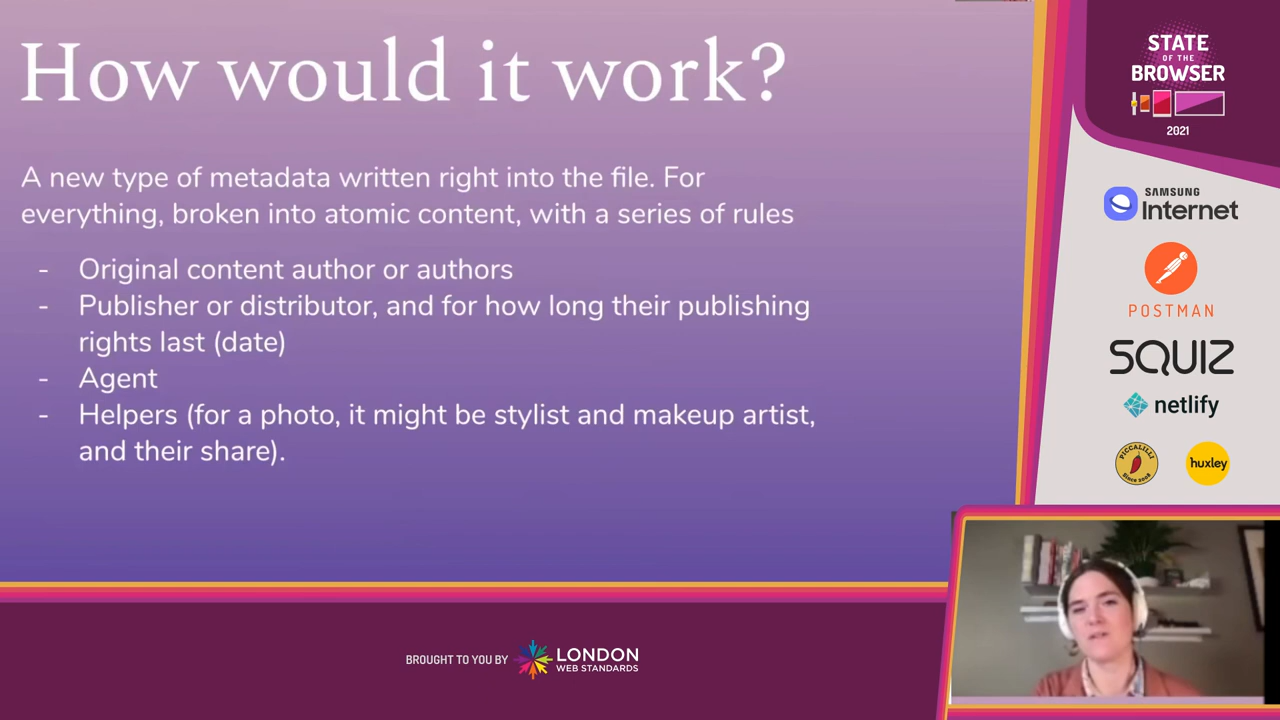 How would it work?
A new type of metadata written right into the file. For
everything, broken into atomic content, with a series of rules
- Original content author or authors
- Publisher or distributor, and for how long their publishing
rights last (date)
- Agent
- Helpers (for a photo, it might be stylist and makeup artist,
and their share).
BROUGHT TO YOU BY
LONDON
WEB STANDARDS
STATE
OF THE
BROWSER
2021
SAMSUNG
Internet
POSTMAN
SQUIZ
netlify
PICCALILLI
SINCE 2008
huxley